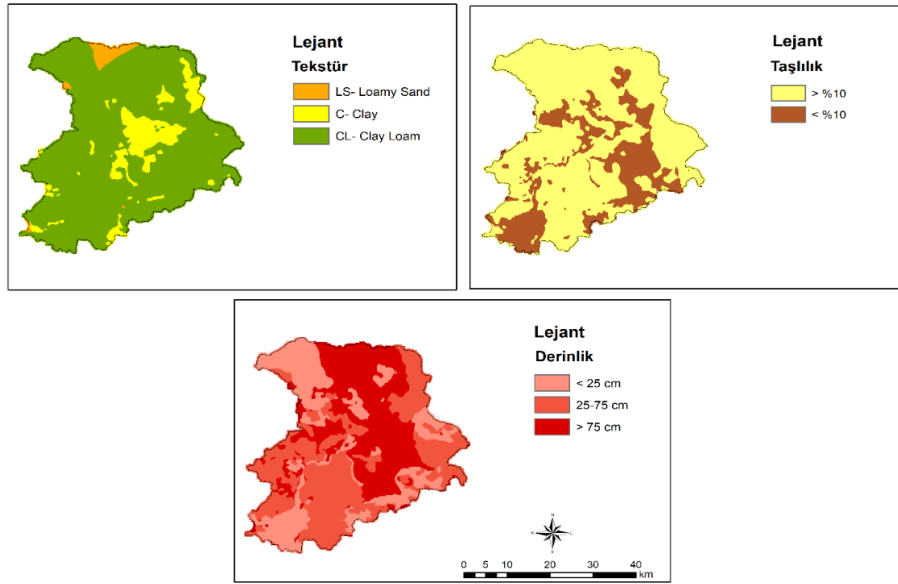 Lejant
Tekstür
LS- Loamy Sand
C- Clay
CL- Clay Loam
Lejant
Taşlılık
> %10
< %10
Lejant
Derinlik
< 25 cm
25-75 cm
> 75 cm
0 5 10 20 30 40
km